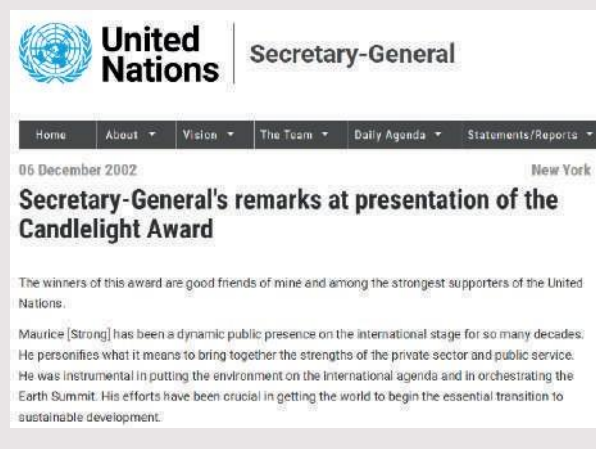 United
Nations
Secretary-General
Home About Vision The Team Daily Agenda Statements/Reports
06 December 2002 New York
Secretary-General's remarks at presentation of the
Candlelight Award
The winners of this award are good friends of mine and among the strongest supporters of the United
Nations.
Maurice [Strong] has been a dynamic public presence on the international stage for so many decades.
He personifies what it means to bring together the strengths of the private sector and public service.
He was instrumental in putting the environment on the international agenda and in orchestrating the
Earth Summit. His efforts have been crucial in getting the world to begin the essential transition to
sustainable development.